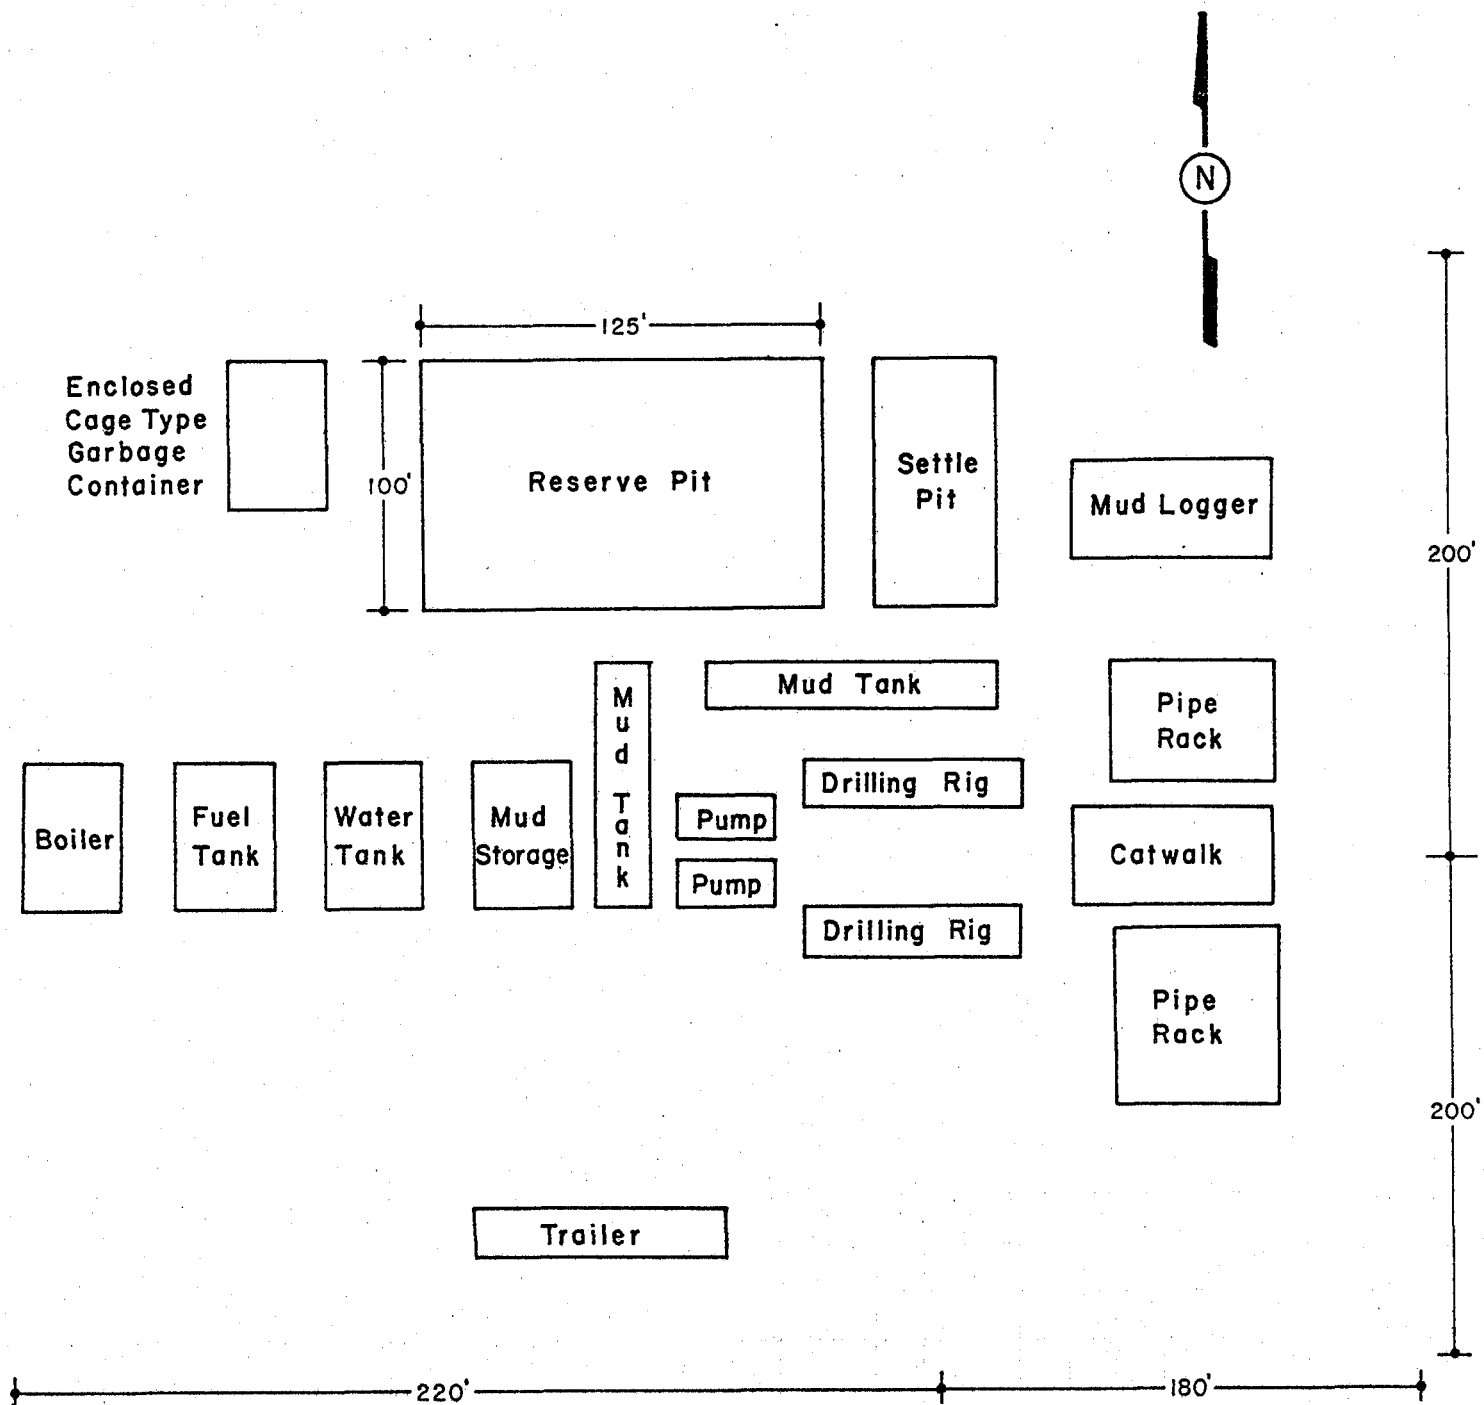 N
125'
Enclosed
Cage Type
Garbage
Container
100'
Reserve Pit
Settle
Pit
Mud Logger
200'
Mud Tank
Mud Tank
Pipe
Rack
Boiler
Fuel
Tank
Water
Tank
Mud
Storage
Pump
Pump
Drilling Rig
Drilling Rig
Catwalk
Pipe
Rack
200'
Trailer
220'
180'